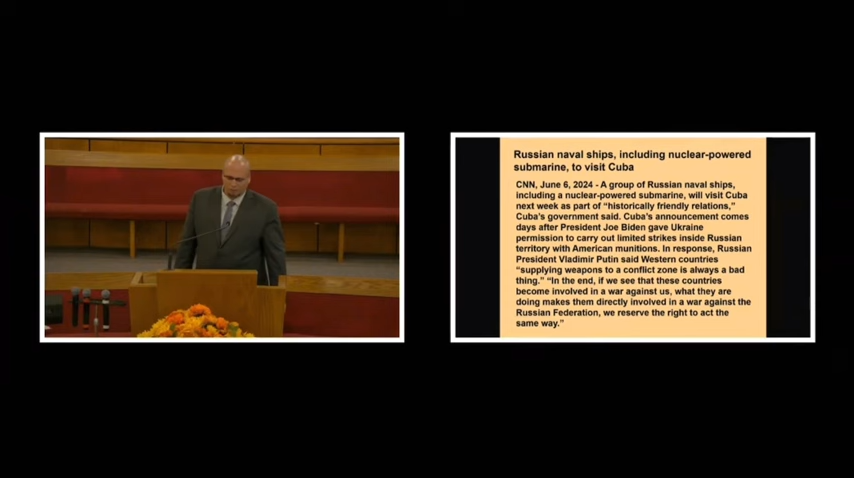 Russian naval ships, including nuclear-powered
submarine, to visit Cuba
CNN, June 6, 2024 - A group of Russian naval ships,
including a nuclear-powered submarine, will visit Cuba
next week as part of “historically friendly relations,”
Cuba’s government said. Cuba’s announcement comes
days after President Joe Biden gave Ukraine
permission to carry out limited strikes inside Russian
territory with American munitions. In response, Russian
President Vladimir Putin said Western countries
“supplying weapons to a conflict zone is always a bad
thing.” “In the end, if we see that these countries
become involved in a war against us, what they are
doing makes them directly involved in a war against the
Russian Federation, we reserve the right to act the
same way.”